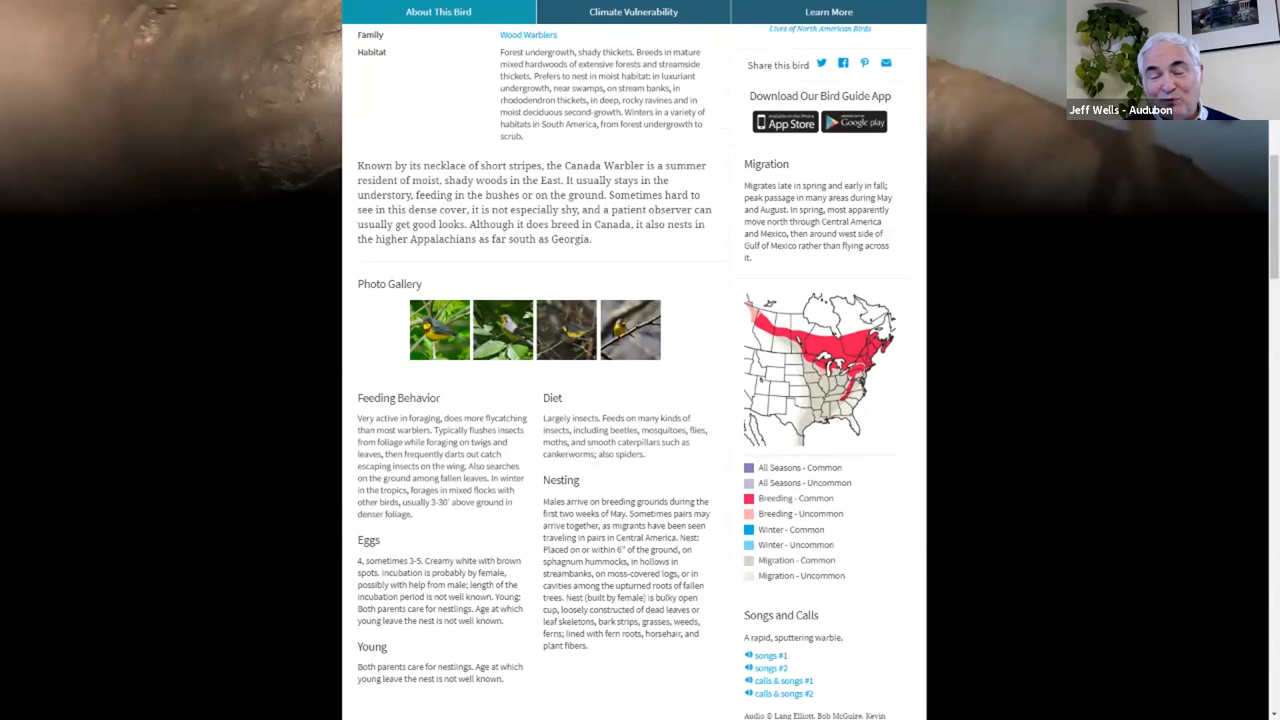 About This Bird
Climate Vulnerability
Learn More
Family
Wood Warblers
Habitat
Forest undergrowth, shady thickets. Breeds in mature
mixed hardwoods of extensive forests and streamside
thickets. Prefers to nest in moist habitat: in luxuriant
undergrowth, near swamps, on stream banks, in
rhododendron thickets, in deep, rocky ravines and in
moist deciduous second-growth. Winters in a variety of
habitats in South America, from forest undergrowth to
scrub.
Known by its necklace of short stripes, the Canada Warbler is a summer
resident of moist, shady woods in the East. It usually stays in the
understory, feeding in the bushes or on the ground. Sometimes hard to
see in this dense cover, it is not especially shy, and a patient observer can
usually get good looks. Although it does breed in Canada, it also nests in
the higher Appalachians as far south as Georgia.
Photo Gallery
Feeding Behavior
Very active in foraging, does more flycatching
than most warblers. Typically flushes insects
from foliage while foraging on twigs and
leaves, then frequently darts out catch
escaping insects on the wing. Also searches
on the ground among fallen leaves. In winter
in the tropics, forages in mixed flocks with
other birds, usually 3-30' above ground in
denser foliage.
Eggs
4, sometimes 3-5. Creamy white with brown
spots. Incubation is probably by female,
possibly with help from male; length of the
incubation period is not well known. Young:
Both parents care for nestlings. Age at which
young leave the nest is not well known.
Young
Both parents care for nestlings. Age at which
young leave the nest is not well known.
Diet
Largely insects. Feeds on many kinds of
insects, including beetles, mosquitoes, flies,
moths, and smooth caterpillars such as
cankerworms; also spiders.
Nesting
Males arrive on breeding grounds during the
first two weeks of May. Sometimes pairs may
arrive together, as migrants have been seen
traveling in pairs in Central America. Nest:
Placed on or within 6" of the ground, on
sphagnum hummocks, in hollows in
streambanks, on moss-covered logs, or in
cavities among the upturned roots of fallen
trees. Nest (built by female) is bulky open
cup, loosely constructed of dead leaves or
leaf skeletons, bark strips, grasses, weeds,
ferns; lined with fern roots, horsehair, and
plant fibers.
Lives of North American Birds
Share this bird
Download Our Bird Guide App
App Store
Google play
Migration
Migrates late in spring and early in fall;
peak passage in many areas during May
and August. In spring, most apparently
move north through Central America
and Mexico, then around west side of
Gulf of Mexico rather than flying across
it.
All Seasons - Common
All Seasons - Uncommon
Breeding - Common
Breeding - Uncommon
Winter - Common
Winter - Uncommon
Migration - Common
Migration - Uncommon
Songs and Calls
A rapid, sputtering warble.
songs #1
songs #2
calls & songs #1
calls & songs #2
Audio © Lang Elliott, Bob McGuire, Kevin
Jeff Wells - Audubon